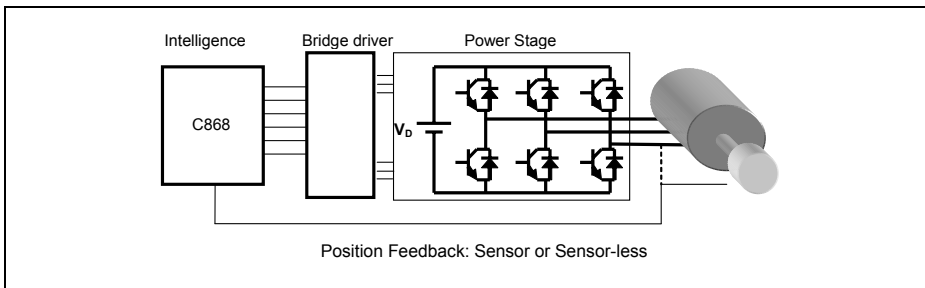 Intelligence
Bridge driver
Power Stage
C868
VD
Position Feedback: Sensor or Sensor-less